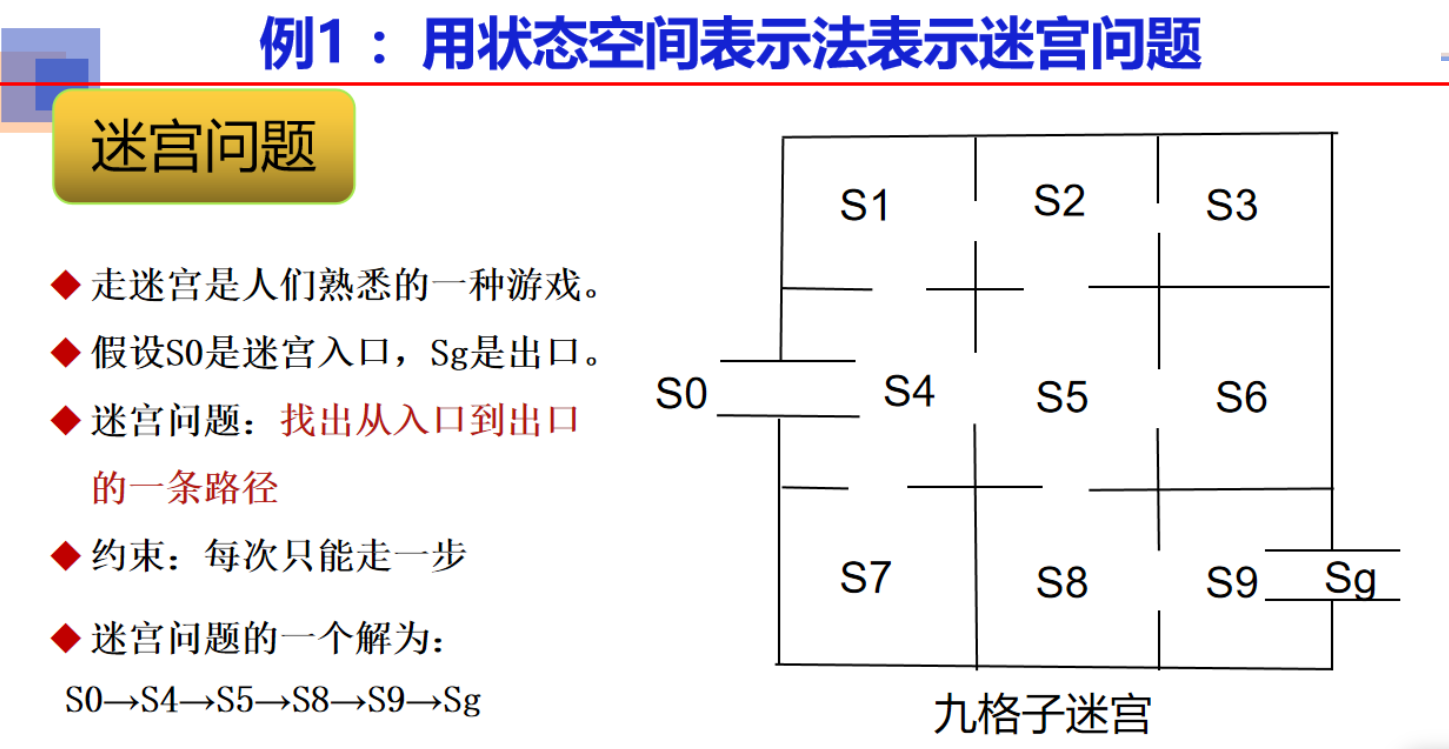 例1：用状态空间表示法表示迷宫问题
迷宫问题
走迷宫是人们熟悉的一种游戏。
假设S0是迷宫入口，Sg是出口。
迷宫问题：找出从入口到出口
的一条路径
约束：每次只能走一步
迷宫问题的一个解为：
S0→S4→S5→S8→S9→Sg
S1 S2 S3
S0 S4 S5 S6
S7 S8 S9 Sg
九格子迷宫